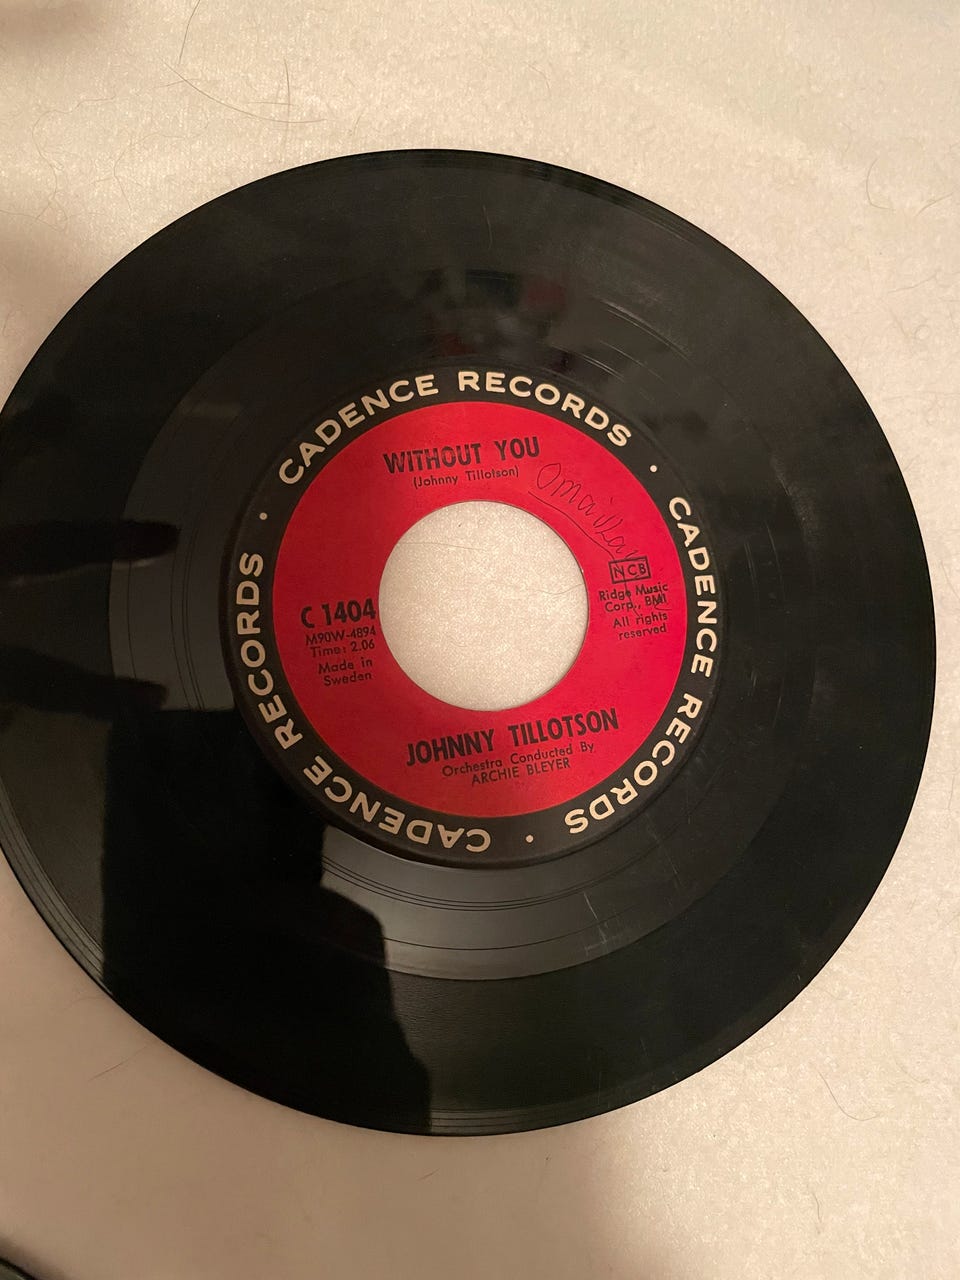 CADENCE RECORDS · CADENCE RECORDS · CADENCE RECORDS ·
WITHOUT YOU
(Johnny Tillotson)
NCB
Ridge Music
Corp., BMI
All rights
reserved
C 1404
M90W-4894
Time: 2.06
Made in
Sweden
JOHNNY TILLOTSON
Orchestra Conducted By
ARCHIE BLEYER